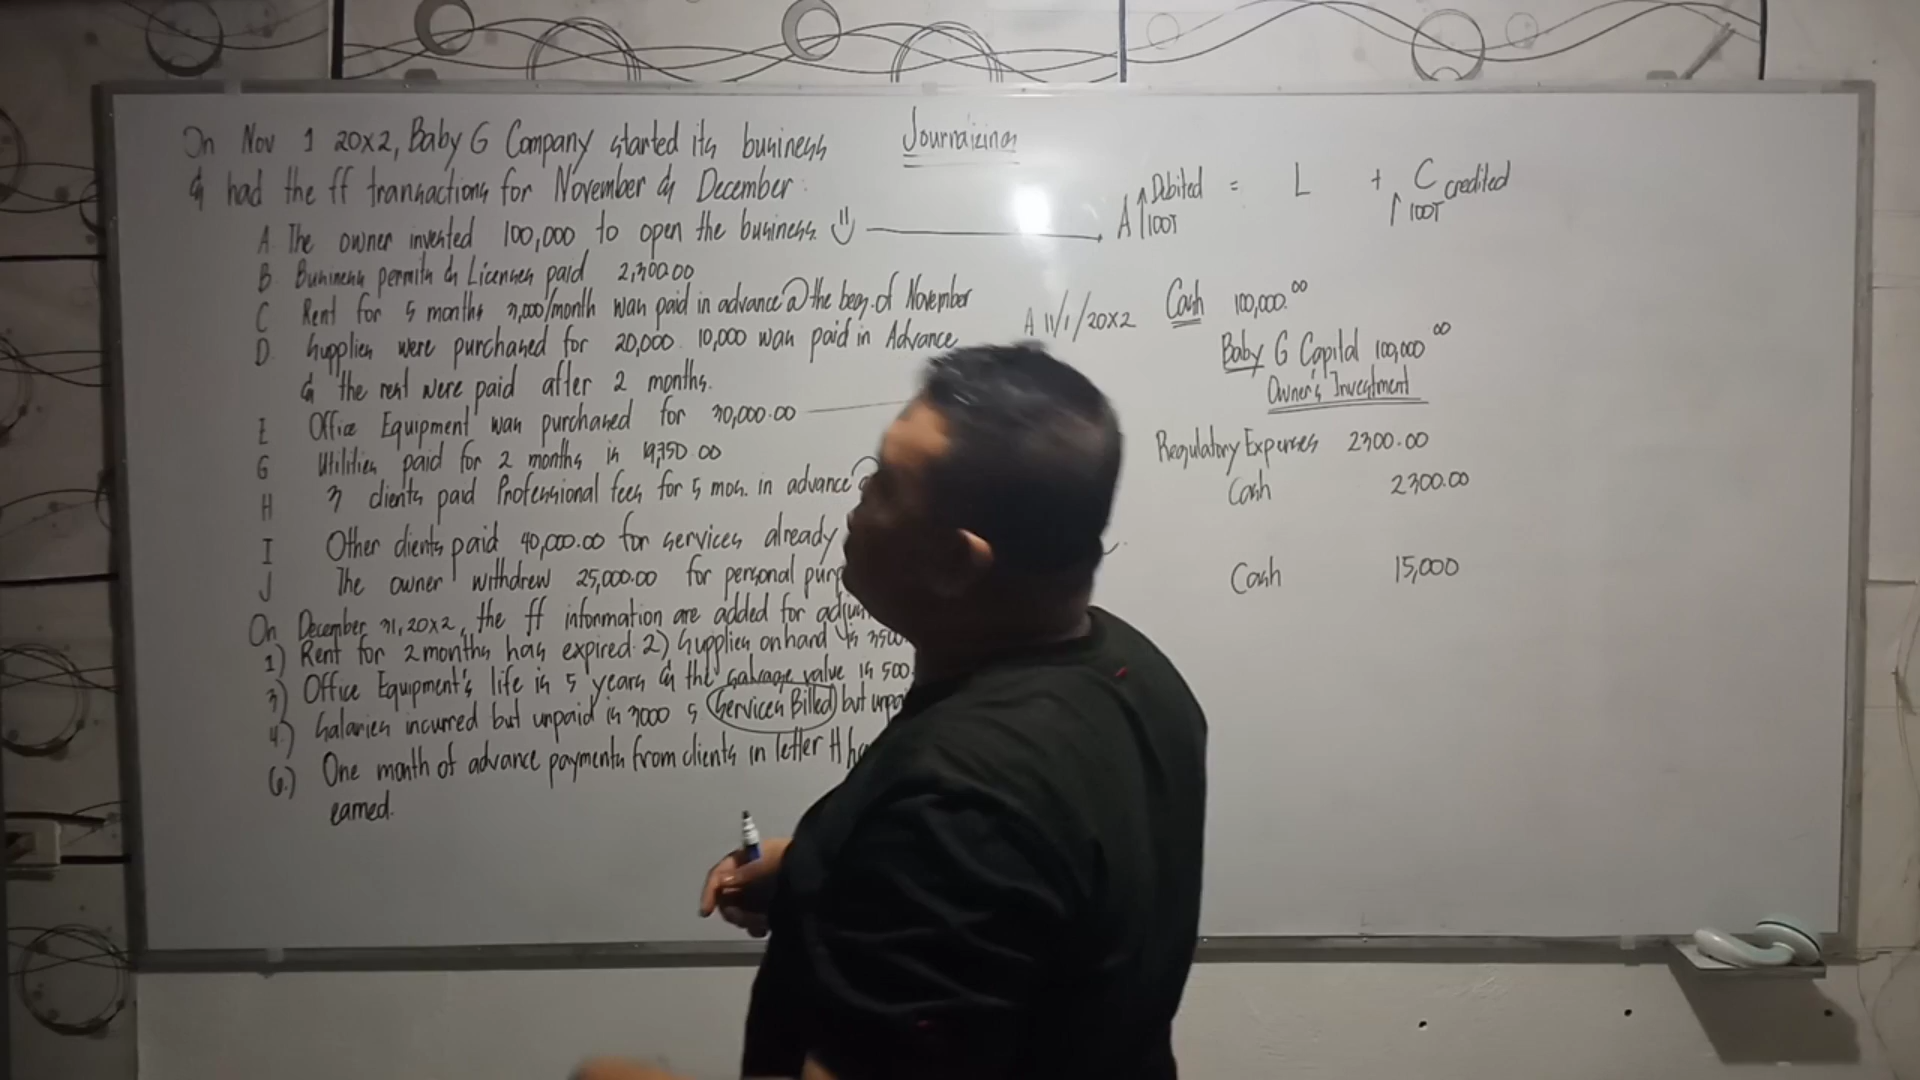 On Nov 1 20x2, Baby G Company started its business
& had the ff transactions for November & December:
A. The owner invested 100,000 to open the business.
B. Business permits & Licenses paid 2,300.00
C Rent for 5 months 3,000/month was paid in advance @ the beg. of November
D. Supplies were purchased for 20,000. 10,000 was paid in Advance
& the rest were paid after 2 months.
E Office Equipment was purchased for 30,000.00
G Utilities paid for 2 months is 19,750.00
H 3 clients paid Professional fees for 5 mos. in advance
I Other clients paid 40,000.00 for services already
J The owner withdrew 25,000.00 for personal
On December 31, 20x2, the ff information are added for
1) Rent for 2 months has expired. 2) Supplies on hand is
3) Office Equipment's life is 5 years & the salvage value is 500
4.) Salaries incurred but unpaid is 3000 5 Services Billed but
6.) One month of advance payments from clients in letter H
earned.
Journalizing
A ↑ Debited = L + C credited
100T ↑ 100T
A 11/1/20x2 Cash 100,000.00
Baby G Capital 100,000.00
Owner's Investment
Regulatory Expenses 2300.00
Cash 2300.00
Cash 15,000